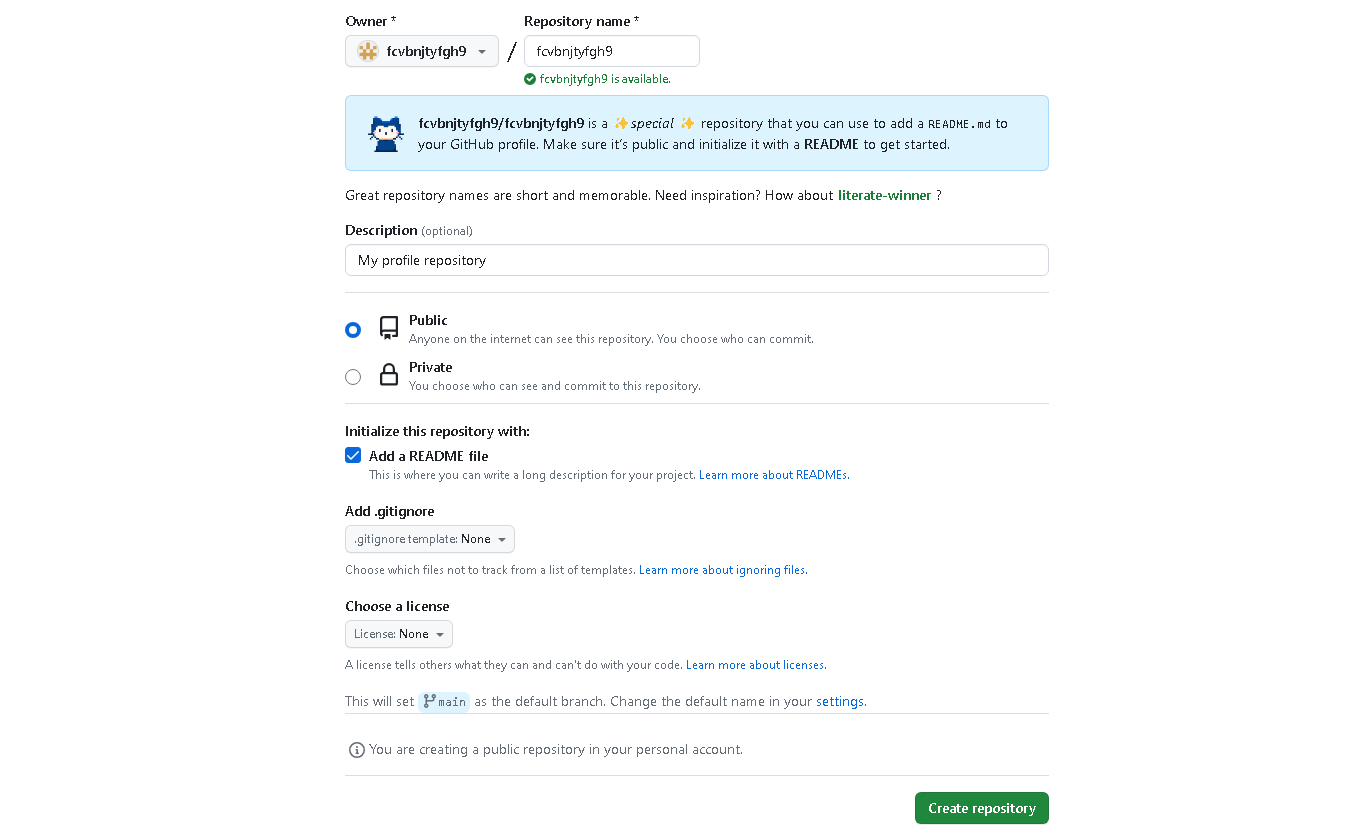 Owner * Repository name *
fcvbnjtyfgh9 / fcvbnjtyfgh9
fcvbnjtyfgh9 is available.
fcvbnjtyfgh9/fcvbnjtyfgh9 is a ✨ special ✨ repository that you can use to add a README.md to
your GitHub profile. Make sure it’s public and initialize it with a README to get started.
Great repository names are short and memorable. Need inspiration? How about literate-winner ?
Description (optional)
My profile repository
Public
Anyone on the internet can see this repository. You choose who can commit.
Private
You choose who can see and commit to this repository.
Initialize this repository with:
Add a README file
This is where you can write a long description for your project. Learn more about READMEs.
Add .gitignore
.gitignore template: None
Choose which files not to track from a list of templates. Learn more about ignoring files.
Choose a license
License: None
A license tells others what they can and can't do with your code. Learn more about licenses.
This will set main as the default branch. Change the default name in your settings.
You are creating a public repository in your personal account.
Create repository